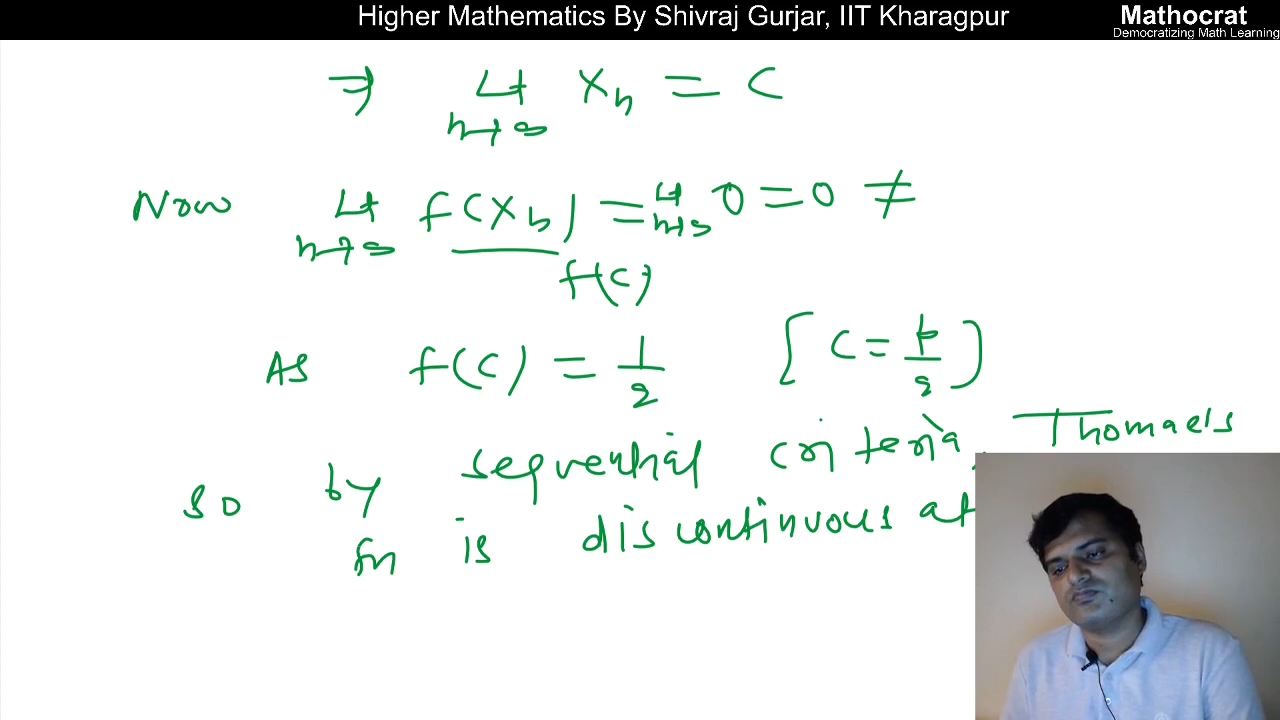 Higher Mathematics By Shivraj Gurjar, IIT Kharagpur
Mathocrat
Democratizing Math Learning
⇒ Lt n→∞ xn = c
Now Lt n→∞ f(xn) = Lt n→∞ 0 = 0 ≠
f(c)
As f(c) = 1/q [c = p/q]
so by sequential criteria, Thomae's
fn is discontinuous at